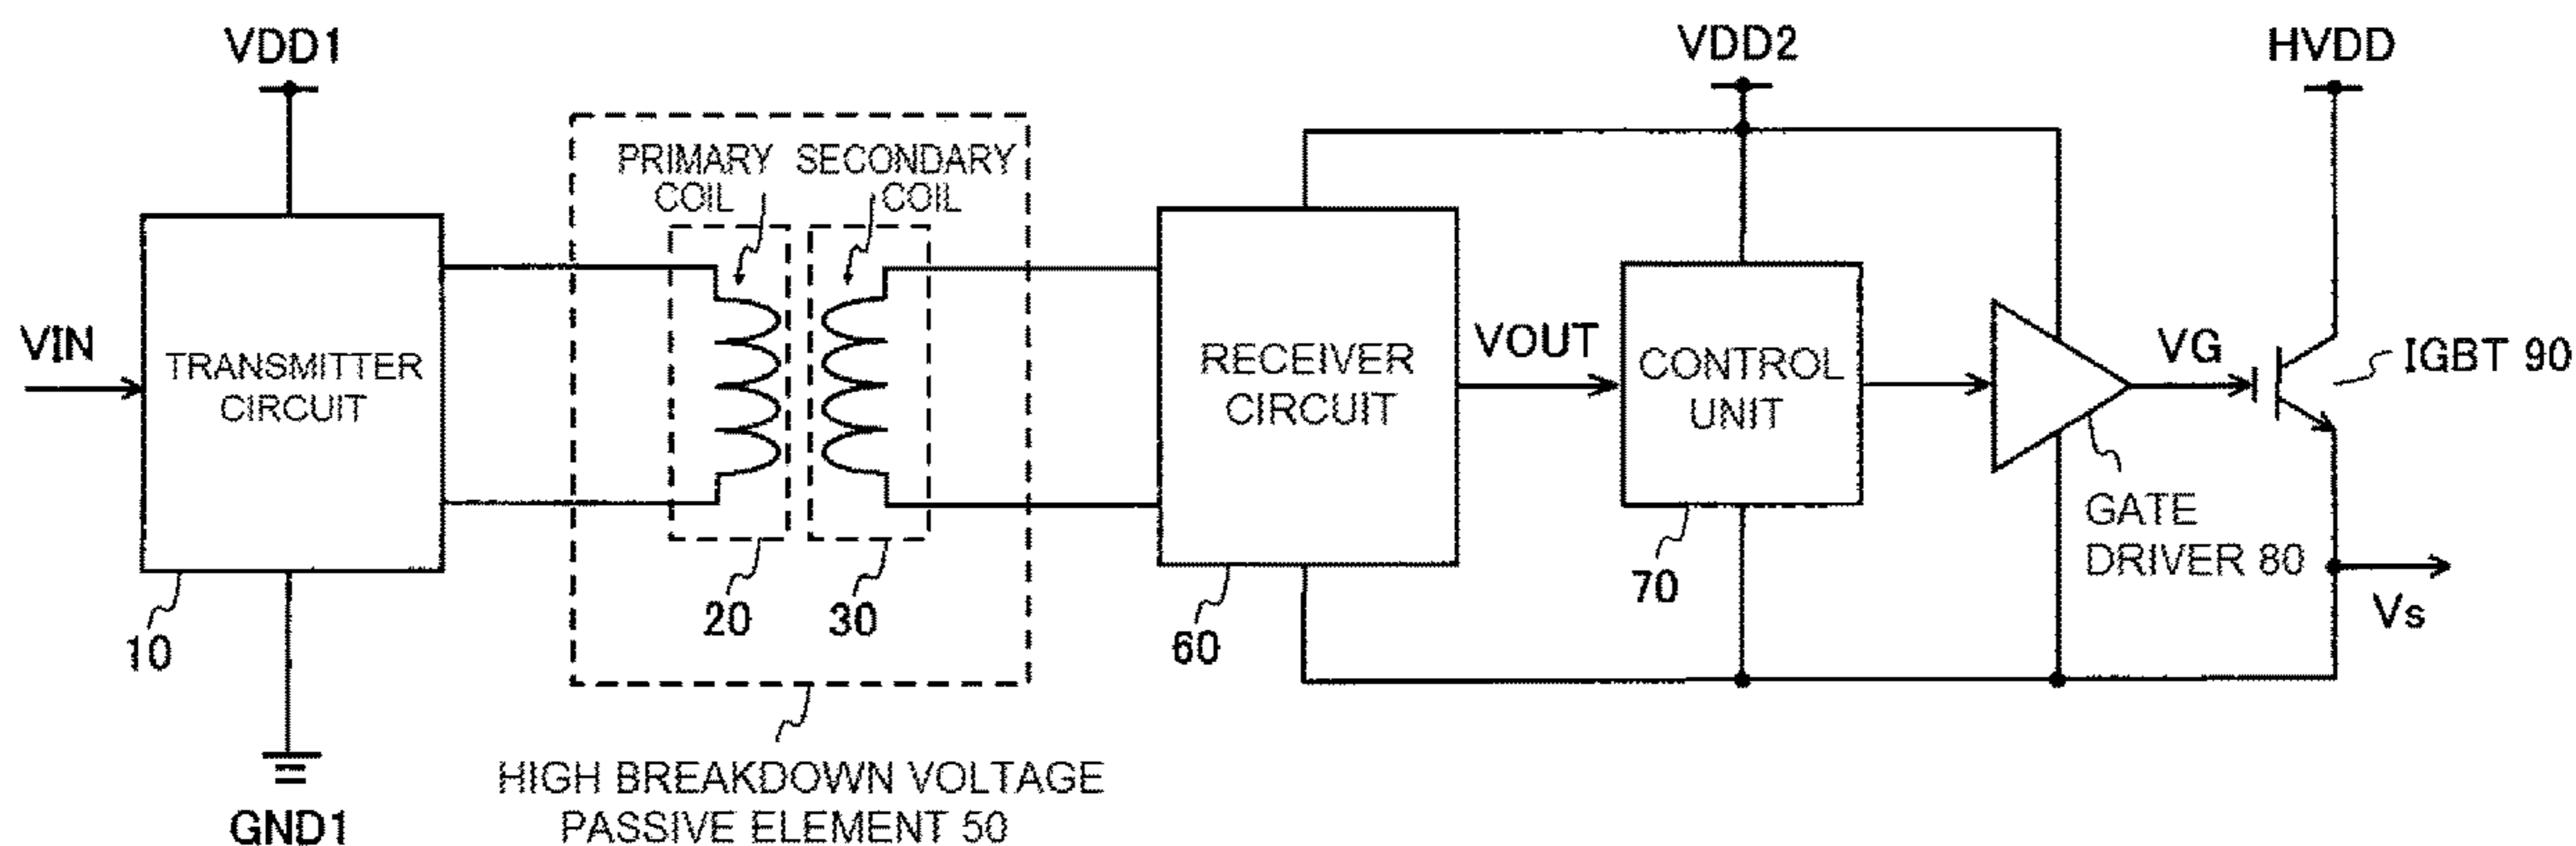 VDD1
VDD2
HVDD
PRIMARY
COIL
SECONDARY
COIL
VIN
TRANSMITTER
CIRCUIT
RECEIVER
CIRCUIT
VOUT
CONTROL
UNIT
VG
IGBT 90
GATE
DRIVER 80
10
20
30
60
70
Vs
HIGH BREAKDOWN VOLTAGE
PASSIVE ELEMENT 50
GND1